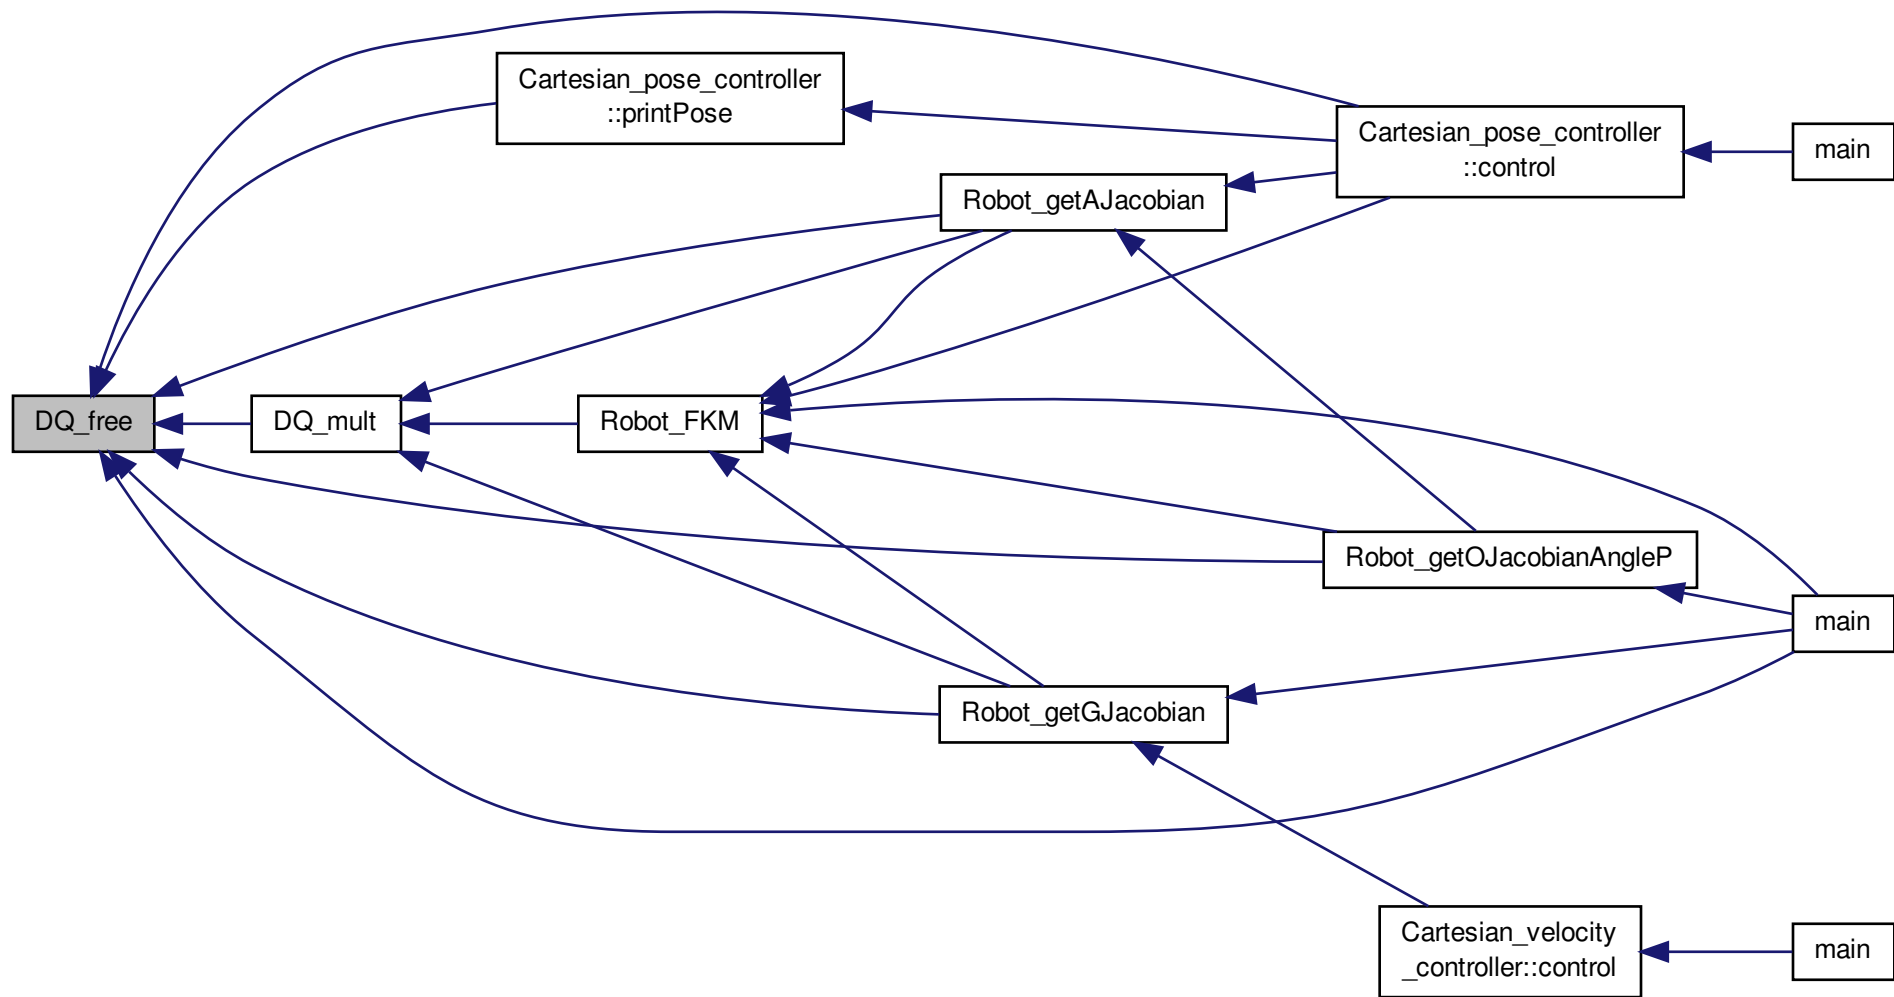 Cartesian_pose_controller
::printPose
Cartesian_pose_controller
::control
main
Robot_getAJacobian
DQ_free
DQ_mult
Robot_FKM
Robot_getOJacobianAngleP
main
Robot_getGJacobian
Cartesian_velocity
_controller::control
main